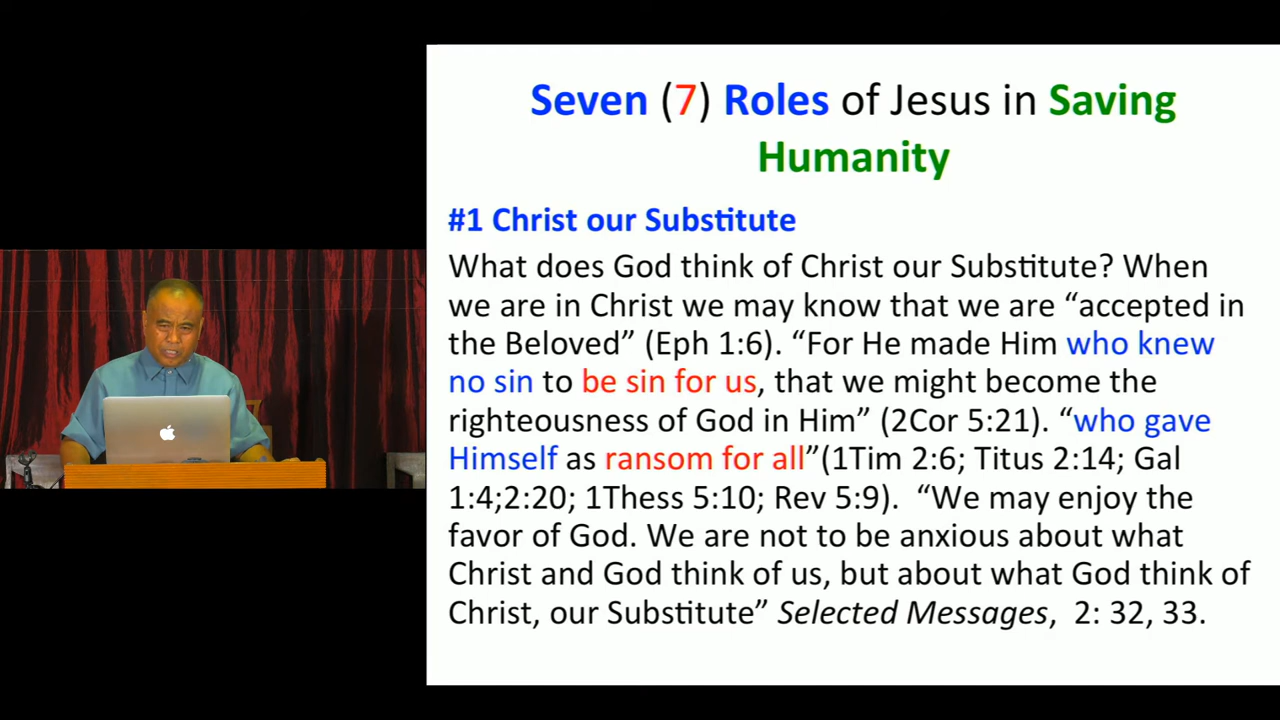 Seven (7) Roles of Jesus in Saving
Humanity
#1 Christ our Substitute
What does God think of Christ our Substitute? When
we are in Christ we may know that we are “accepted in
the Beloved” (Eph 1:6). “For He made Him who knew
no sin to be sin for us, that we might become the
righteousness of God in Him” (2Cor 5:21). “who gave
Himself as ransom for all”(1Tim 2:6; Titus 2:14; Gal
1:4;2:20; 1Thess 5:10; Rev 5:9).  “We may enjoy the
favor of God. We are not to be anxious about what
Christ and God think of us, but about what God think of
Christ, our Substitute” Selected Messages,  2: 32, 33.